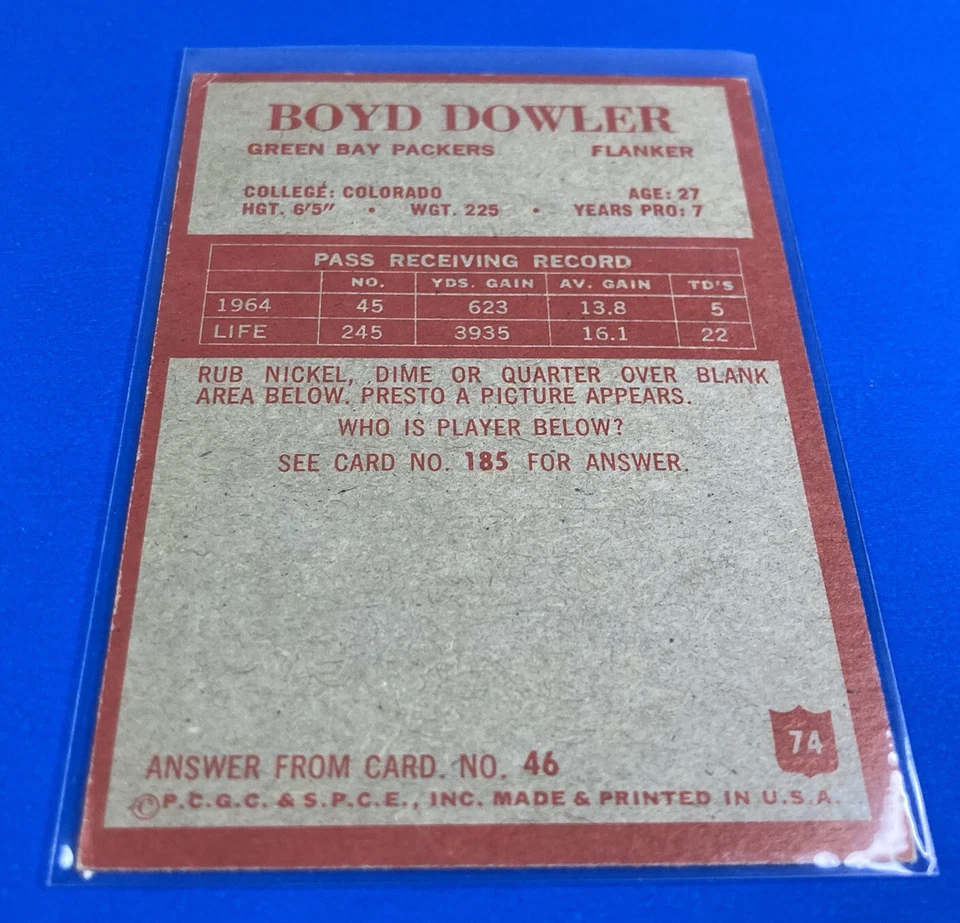 BOYD DOWLER
GREEN BAY PACKERS FLANKER
COLLEGE: COLORADO AGE: 27
HGT. 6'5" • WGT. 225 • YEARS PRO: 7
PASS RECEIVING RECORD
NO. YDS. GAIN AV. GAIN TD'S
1964 45 623 13.8 5
LIFE 245 3935 16.1 22
RUB NICKEL, DIME OR QUARTER OVER BLANK
AREA BELOW. PRESTO A PICTURE APPEARS.
WHO IS PLAYER BELOW?
SEE CARD NO. 185 FOR ANSWER.
74
ANSWER FROM CARD. NO. 46
©P.C.G.C. & S.P.C.E., INC. MADE & PRINTED IN U.S.A.